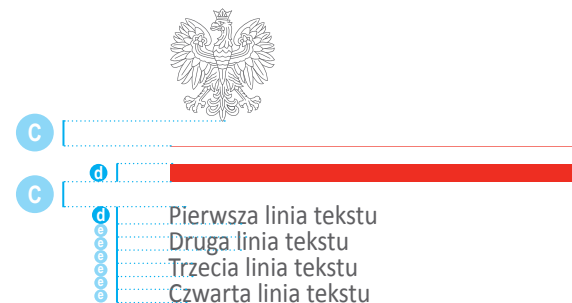 C
d
C
d Pierwsza linia tekstu
e
e Druga linia tekstu
e
e Trzecia linia tekstu
e
e Czwarta linia tekstu